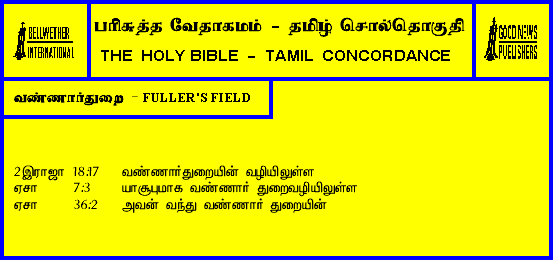 BELLWETHER
INTERNATIONAL
பரிசுத்த வேதாகமம் - தமிழ் சொல்தொகுதி
THE HOLY BIBLE - TAMIL CONCORDANCE
GOOD NEWS
PUBLISHERS
வண்ணார்துறை - FULLER'S FIELD
2இராஜா 18:17 வண்ணார்துறையின் வழியிலுள்ள
ஏசா 7:3 யாசூபுமாக வண்ணார் துறைவழியிலுள்ள
ஏசா 36:2 அவன் வந்து வண்ணார் துறையின்